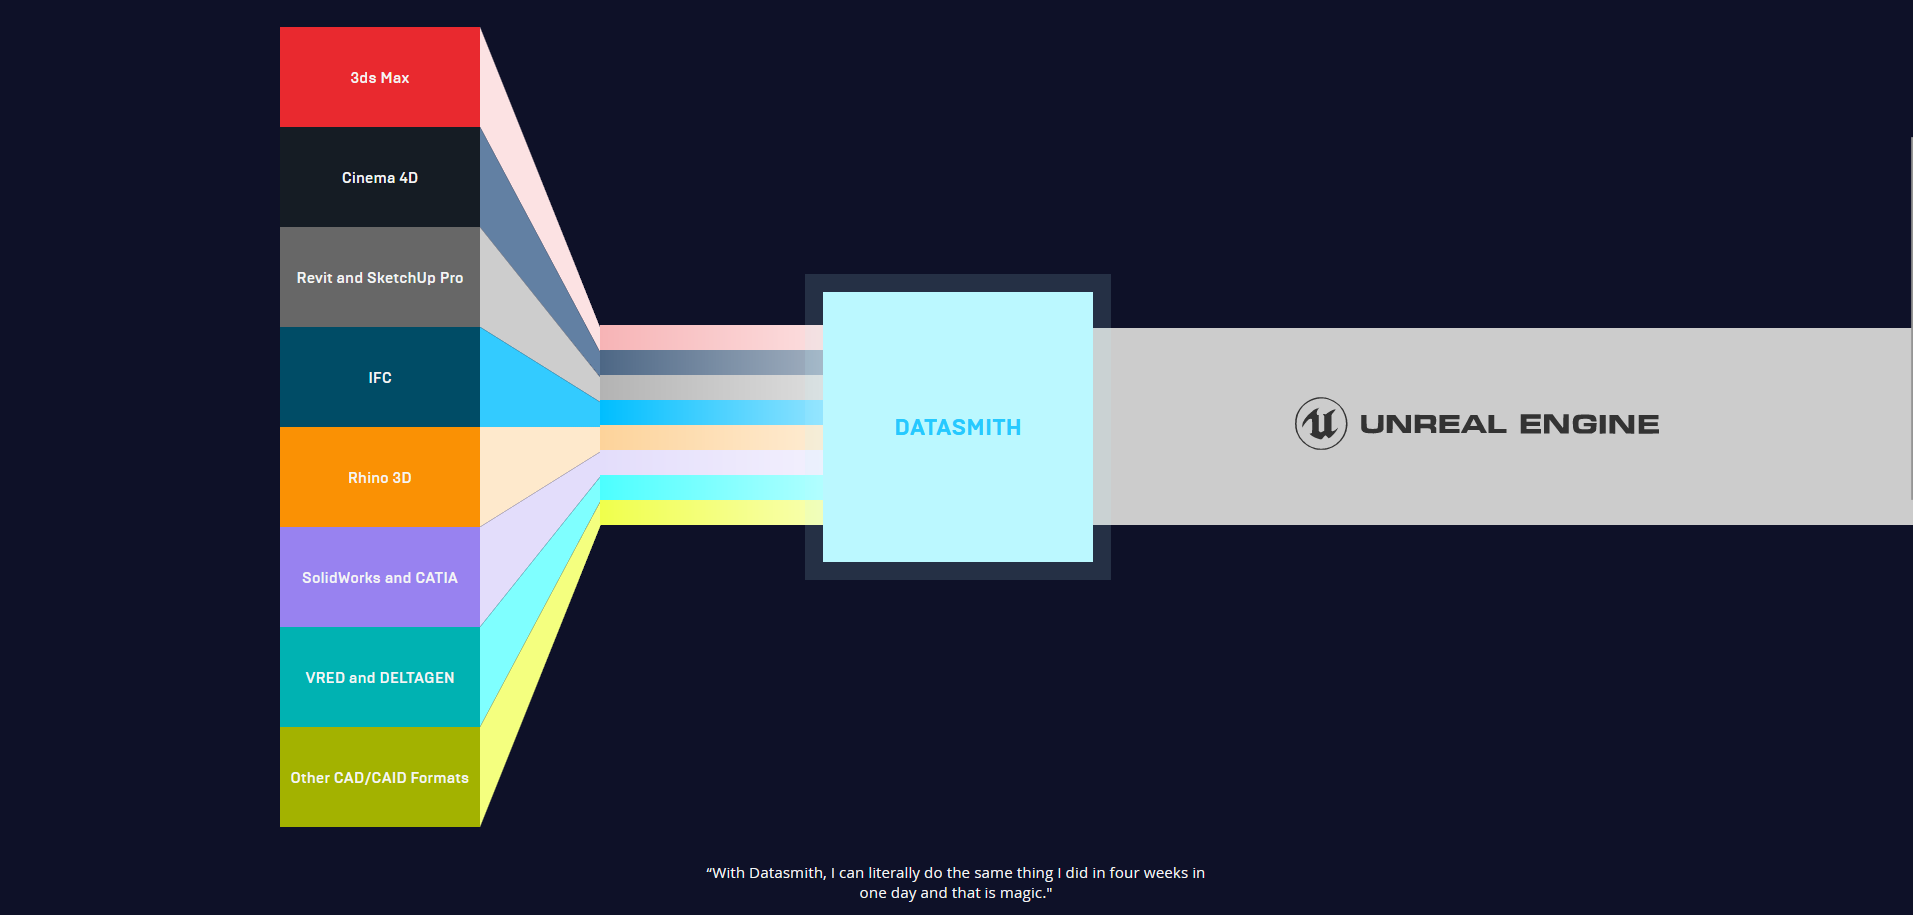 3ds Max
Cinema 4D
Revit and SketchUp Pro
IFC
Rhino 3D
SolidWorks and CATIA
VRED and DELTAGEN
Other CAD/CAID Formats
DATASMITH
UNREAL ENGINE
“With Datasmith, I can literally do the same thing I did in four weeks in
one day and that is magic."